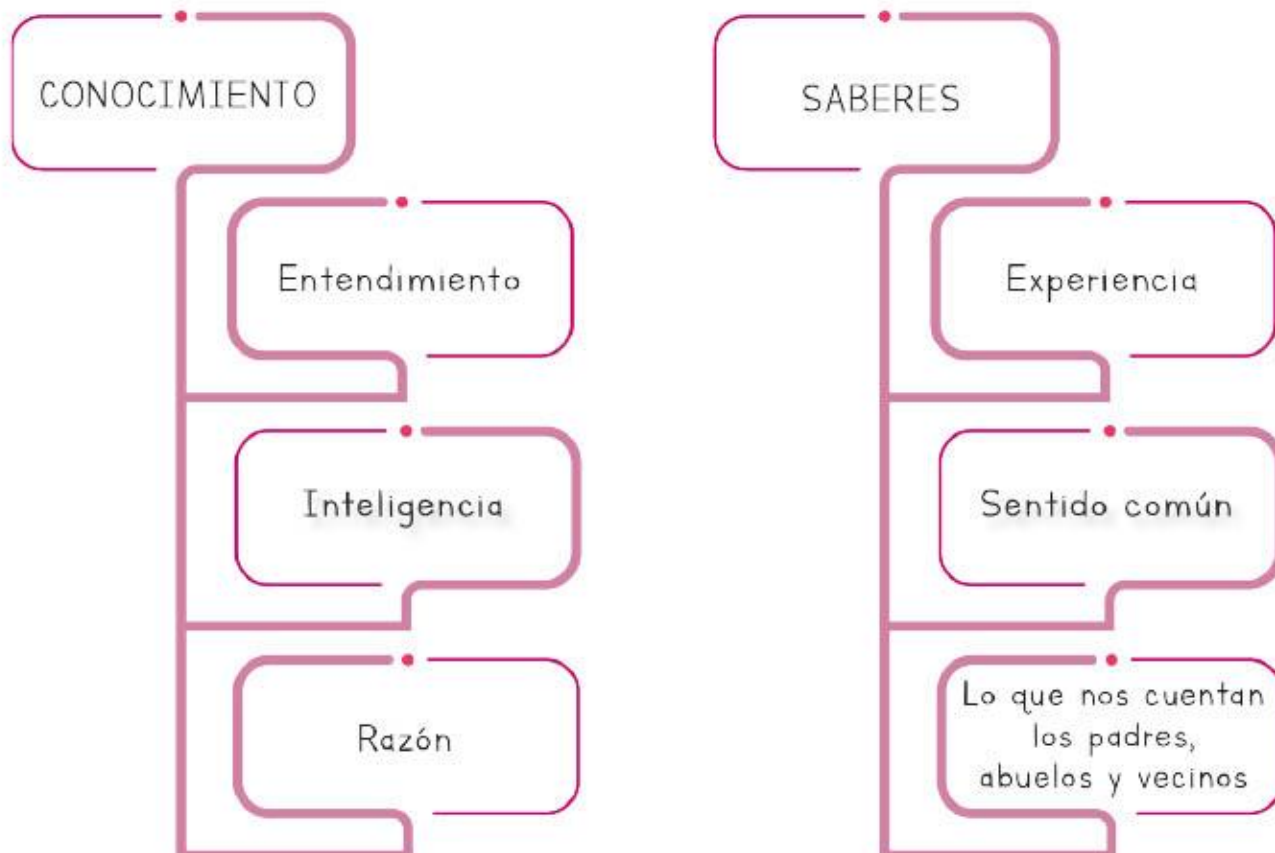 CONOCIMIENTO
Entendimiento
Inteligencia
Razón
SABERES
Experiencia
Sentido común
Lo que nos cuentan
los padres,
abuelos y vecinos